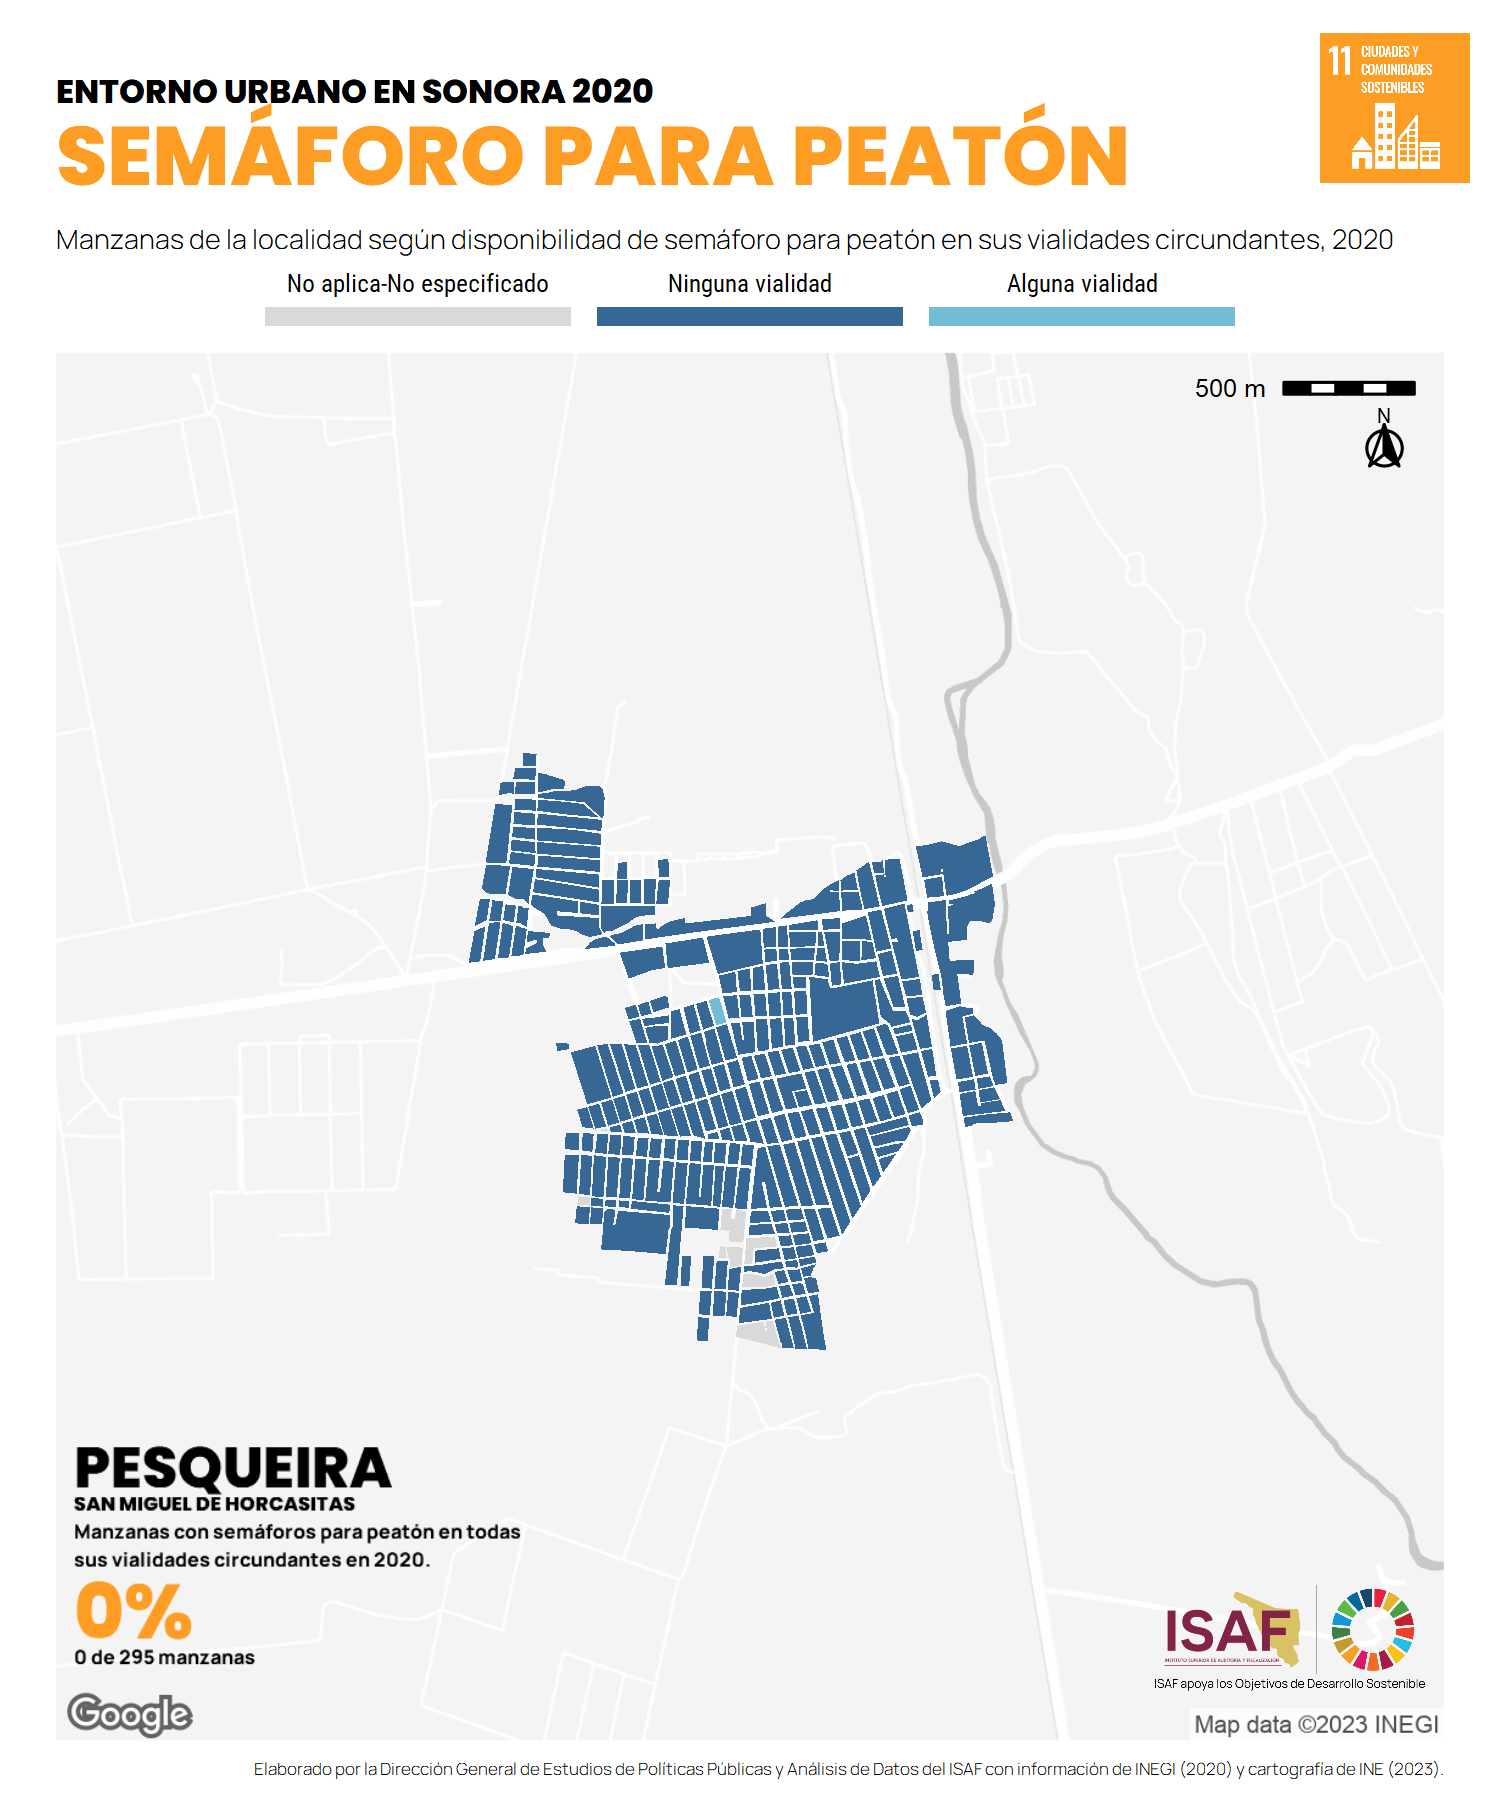 ENTORNO URBANO EN SONORA 2020
SEMÁFORO PARA PEATÓN
11 CIUDADES Y
COMUNIDADES
SOSTENIBLES
Manzanas de la localidad según disponibilidad de semáforo para peatón en sus vialidades circundantes, 2020
No aplica-No especificado
Ninguna vialidad
Alguna vialidad
500 m
N
PESQUEIRA
SAN MIGUEL DE HORCASITAS
Manzanas con semáforos para peatón en todas
sus vialidades circundantes en 2020.
0%
0 de 295 manzanas
Google
ISAF
INSTITUTO SUPERIOR DE AUDITORÍA Y FISCALIZACIÓN
ISAF apoya los Objetivos de Desarrollo Sostenible
Map data ©2023 INEGI
Elaborado por la Dirección General de Estudios de Políticas Públicas y Análisis de Datos del ISAF con información de INEGI (2020) y cartografía de INE (2023).